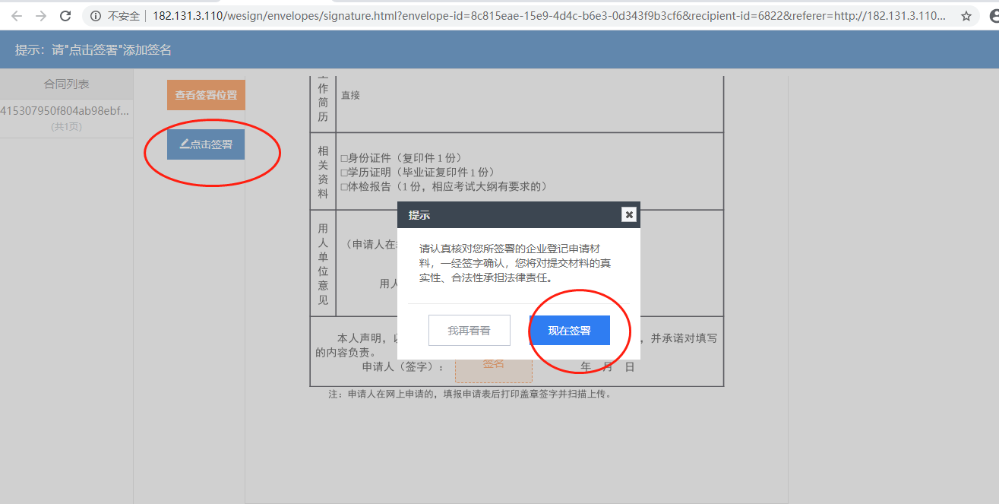 不安全
182.131.3.110/wesign/envelopes/signature.html?envelope-id=8c815eae-15e9-4d4c-b6e3-0d343f9b3cf6&recipient-id=6822&referer=http://182.131.3.110...
提示：请"点击签署"添加签名
合同列表
415307950f804ab98ebf...
(共1页)
查看签署位置
点击签署
作简历
直接
相关资料
□身份证件（复印件 1 份）
□学历证明（毕业证复印件 1 份）
□体检报告（1 份，相应考试大纲有要求的）
用人单位意见
（申请人在
用人
提示
请认真核对您所签署的企业登记申请材
料，一经签字确认，您将对提交材料的真
实性、合法性承担法律责任。
我再看看
现在签署
本人声明，
，并承诺对填写
的内容负责。
申请人（签字）：
签名
年 月 日
注：申请人在网上申请的，填报申请表后打印盖章签字并扫描上传。